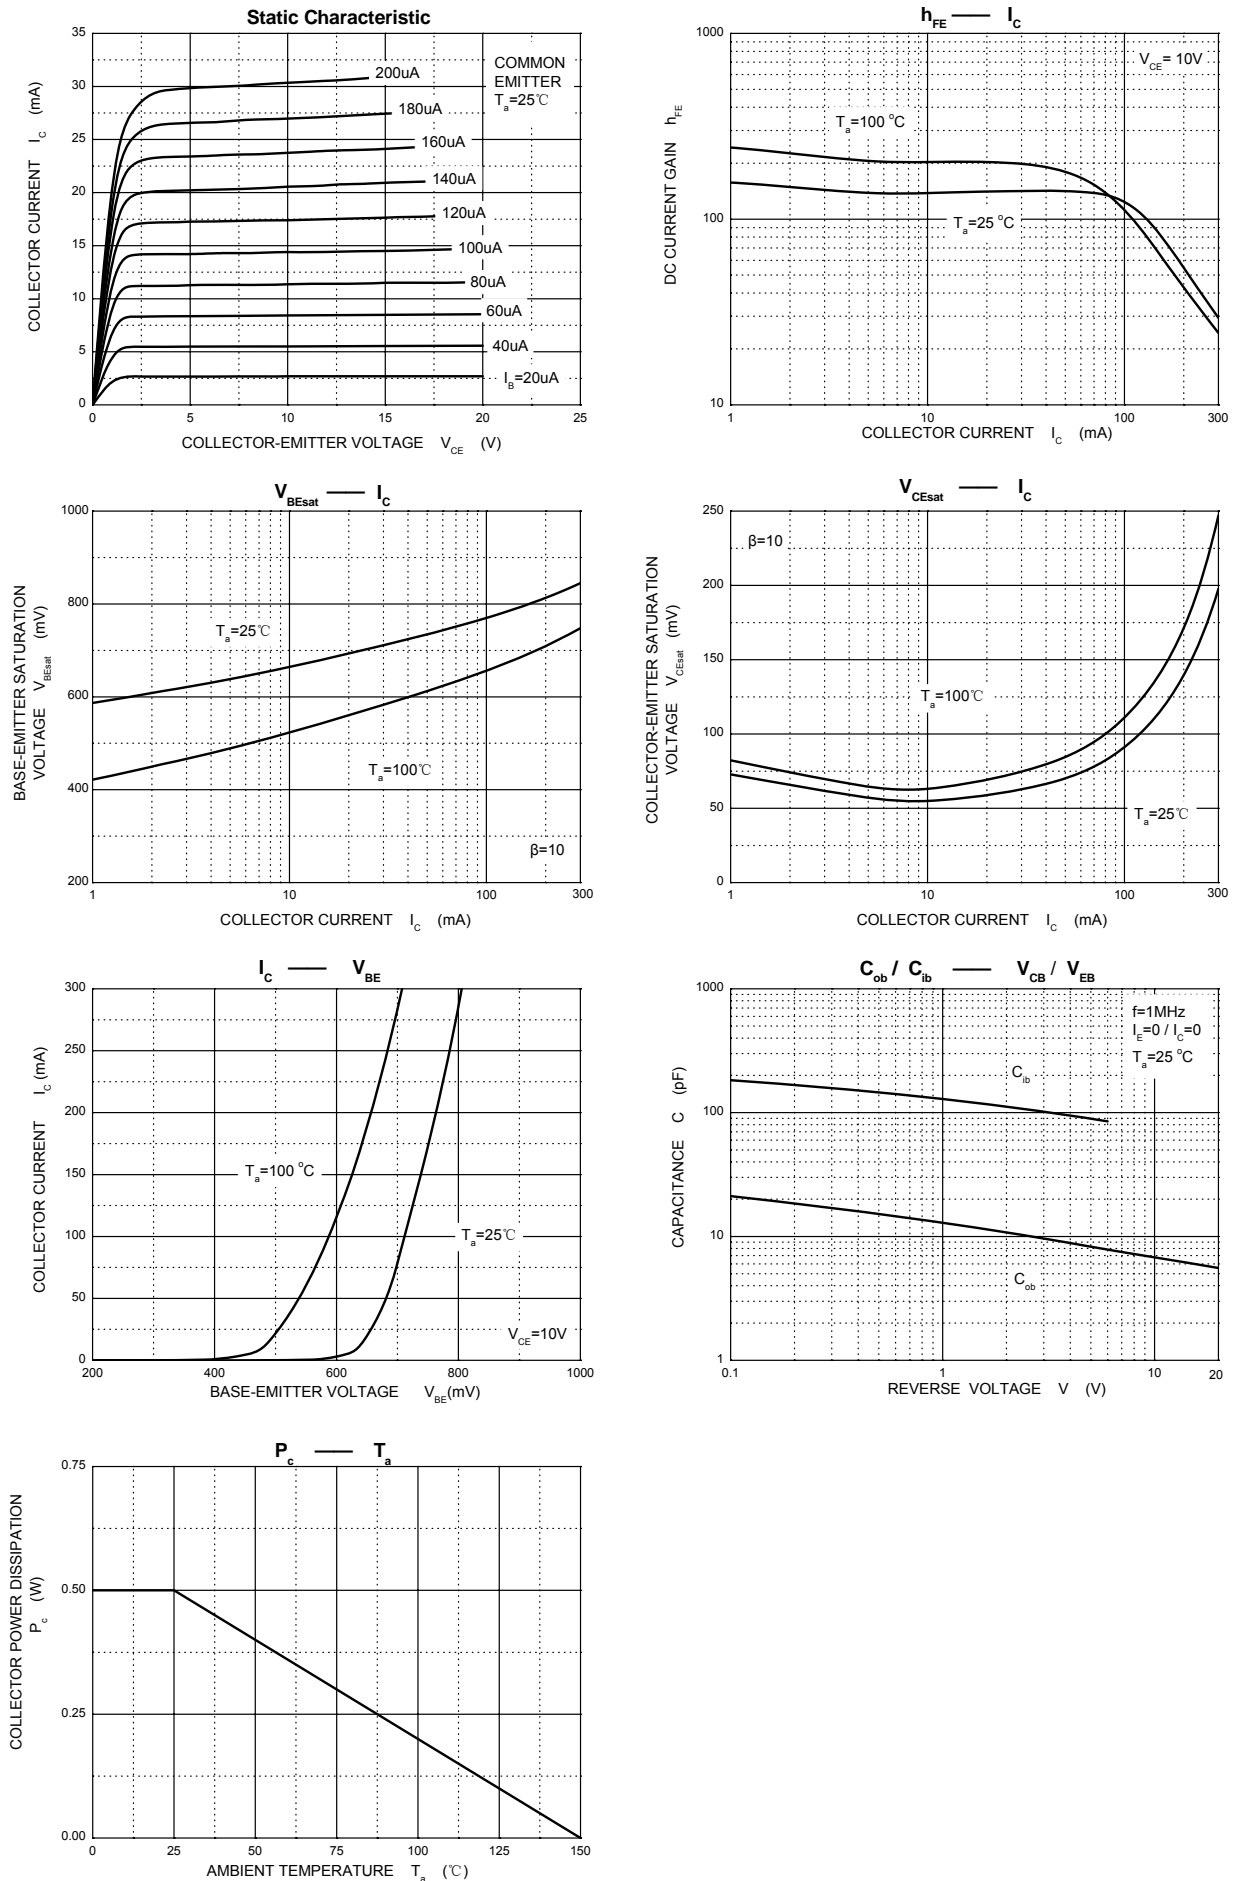 Static Characteristic
35
30
25
20
15
10
5
0
0 5 10 15 20 25
COLLECTOR CURRENT I_C (mA)
COLLECTOR-EMITTER VOLTAGE V_CE (V)
COMMON
EMITTER
T_a=25℃
200uA
180uA
160uA
140uA
120uA
100uA
80uA
60uA
40uA
I_B=20uA
h_FE —— I_C
1000
100
10
1 10 100 300
DC CURRENT GAIN h_FE
COLLECTOR CURRENT I_C (mA)
V_CE= 10V
T_a=100 °C
T_a=25 °C
V_BEsat —— I_C
1000
800
600
400
200
1 10 100 300
BASE-EMITTER SATURATION
VOLTAGE V_BEsat (mV)
COLLECTOR CURRENT I_C (mA)
T_a=25℃
T_a=100℃
β=10
V_CEsat —— I_C
250
200
150
100
50
0
1 10 100 300
COLLECTOR-EMITTER SATURATION
VOLTAGE V_CEsat (mV)
COLLECTOR CURRENT I_C (mA)
β=10
T_a=100℃
T_a=25℃
I_C —— V_BE
300
250
200
150
100
50
0
200 400 600 800 1000
COLLECTOR CURRENT I_C (mA)
BASE-EMITTER VOLTAGE V_BE(mV)
T_a=100 °C
T_a=25℃
V_CE=10V
C_ob / C_ib —— V_CB / V_EB
1000
100
10
1
0.1 1 10 20
CAPACITANCE C (pF)
REVERSE VOLTAGE V (V)
f=1MHz
I_E=0 / I_C=0
T_a=25 °C
C_ib
C_ob
P_c —— T_a
0.75
0.50
0.25
0.00
0 25 50 75 100 125 150
COLLECTOR POWER DISSIPATION
P_c (W)
AMBIENT TEMPERATURE T_a (℃)